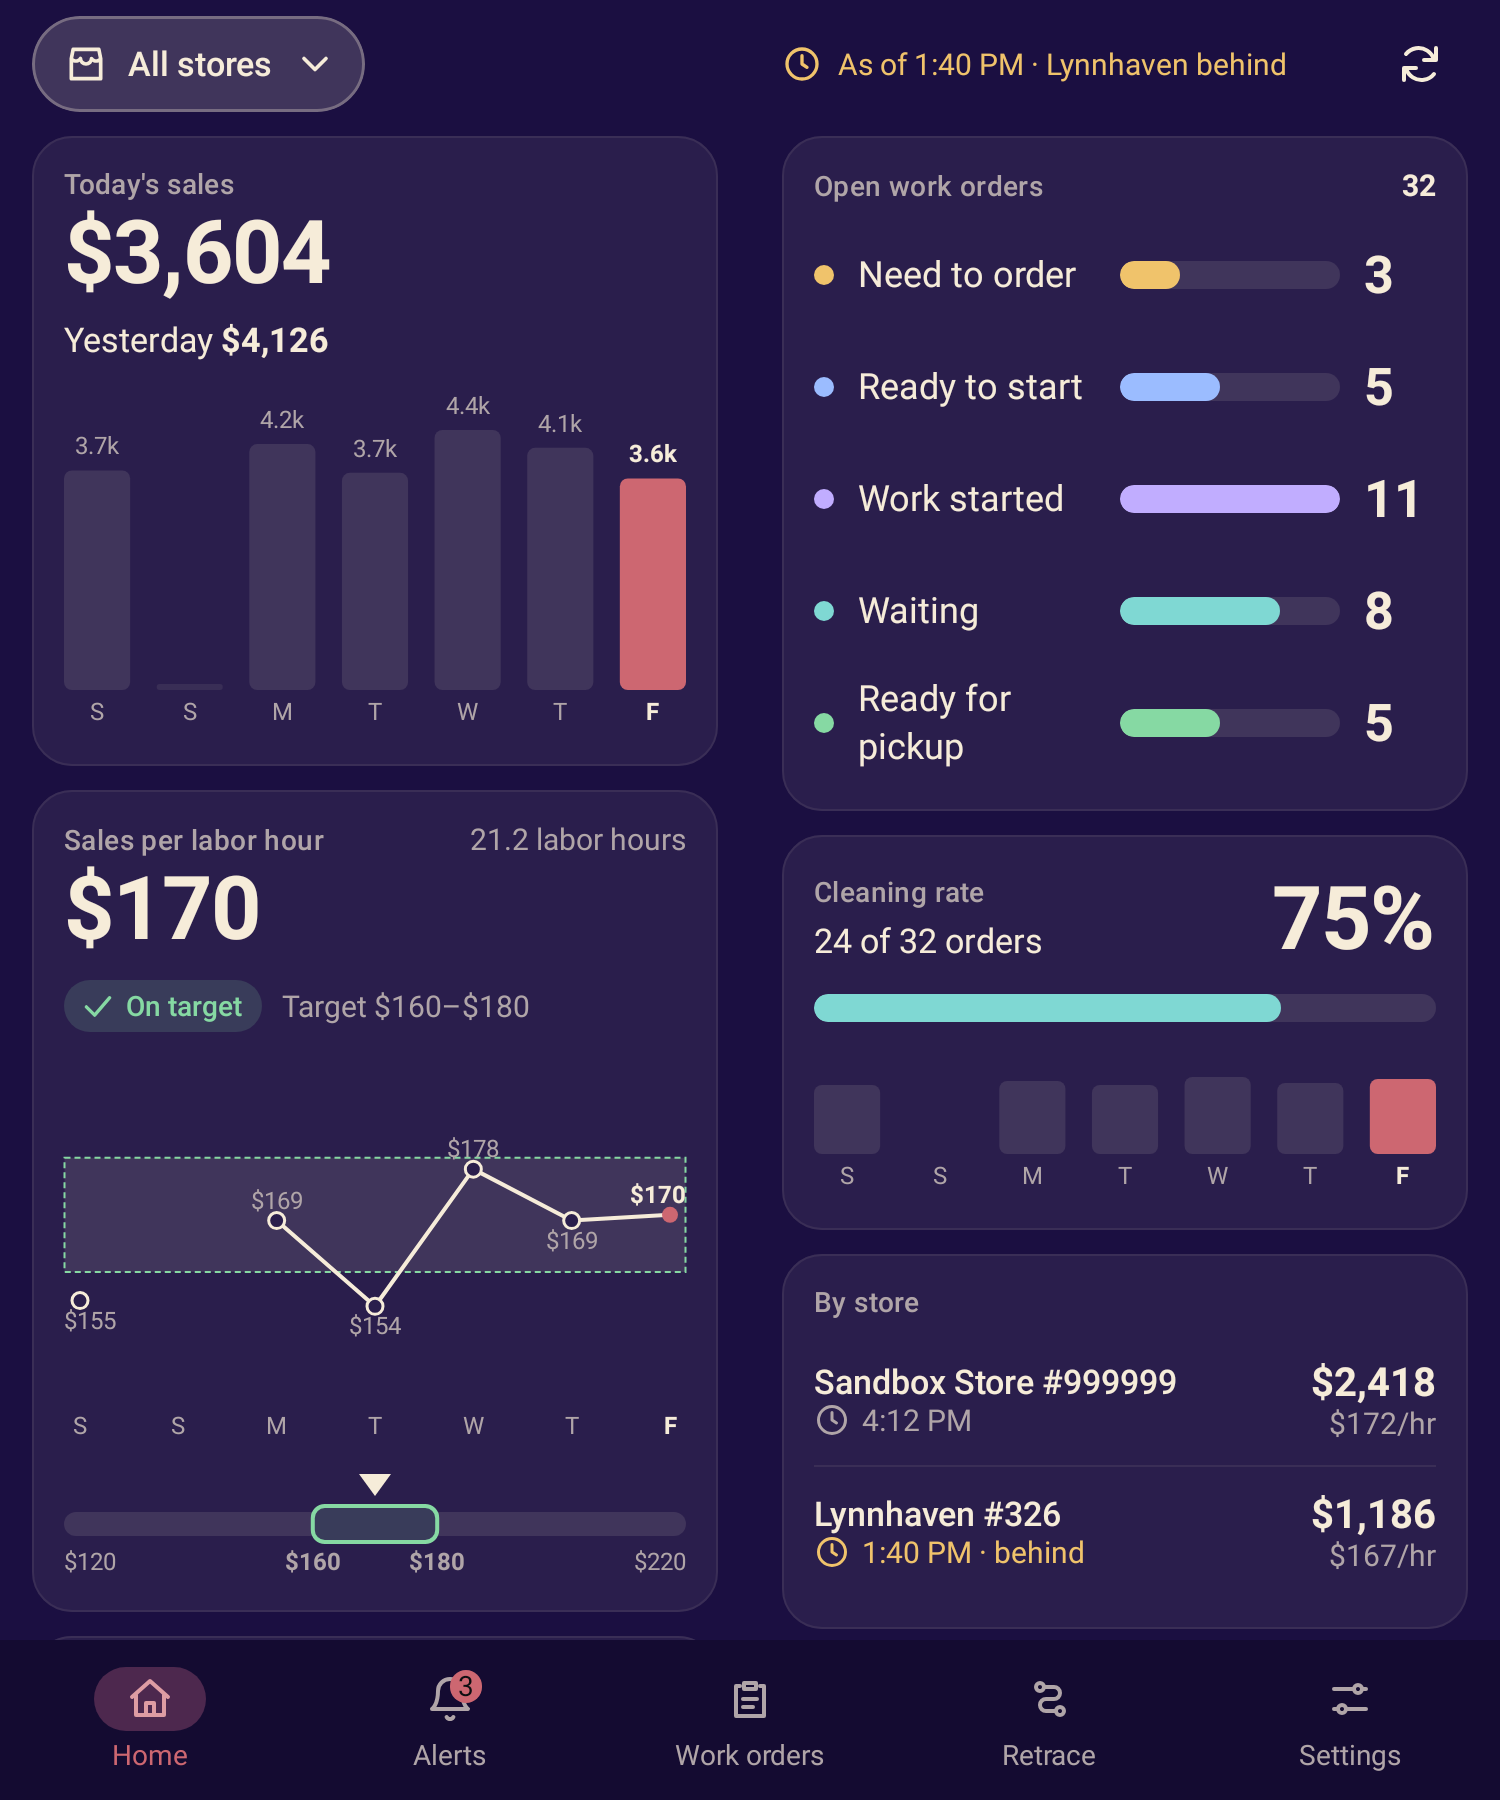 All stores
As of 1:40 PM · Lynnhaven behind
Today's sales
$3,604
Yesterday $4,126
3.7k
4.2k
3.7k
4.4k
4.1k
3.6k
S S M T W T F
Sales per labor hour 21.2 labor hours
$170
On target Target $160–$180
$178
$169
$170
$169
$155
$154
S S M T W T F
$120 $160 $180 $220
Open work orders 32
Need to order 3
Ready to start 5
Work started 11
Waiting 8
Ready for
pickup 5
Cleaning rate
24 of 32 orders
75%
S S M T W T F
By store
Sandbox Store #999999 $2,418
4:12 PM $172/hr
Lynnhaven #326 $1,186
1:40 PM · behind $167/hr
3
Home Alerts Work orders Retrace Settings